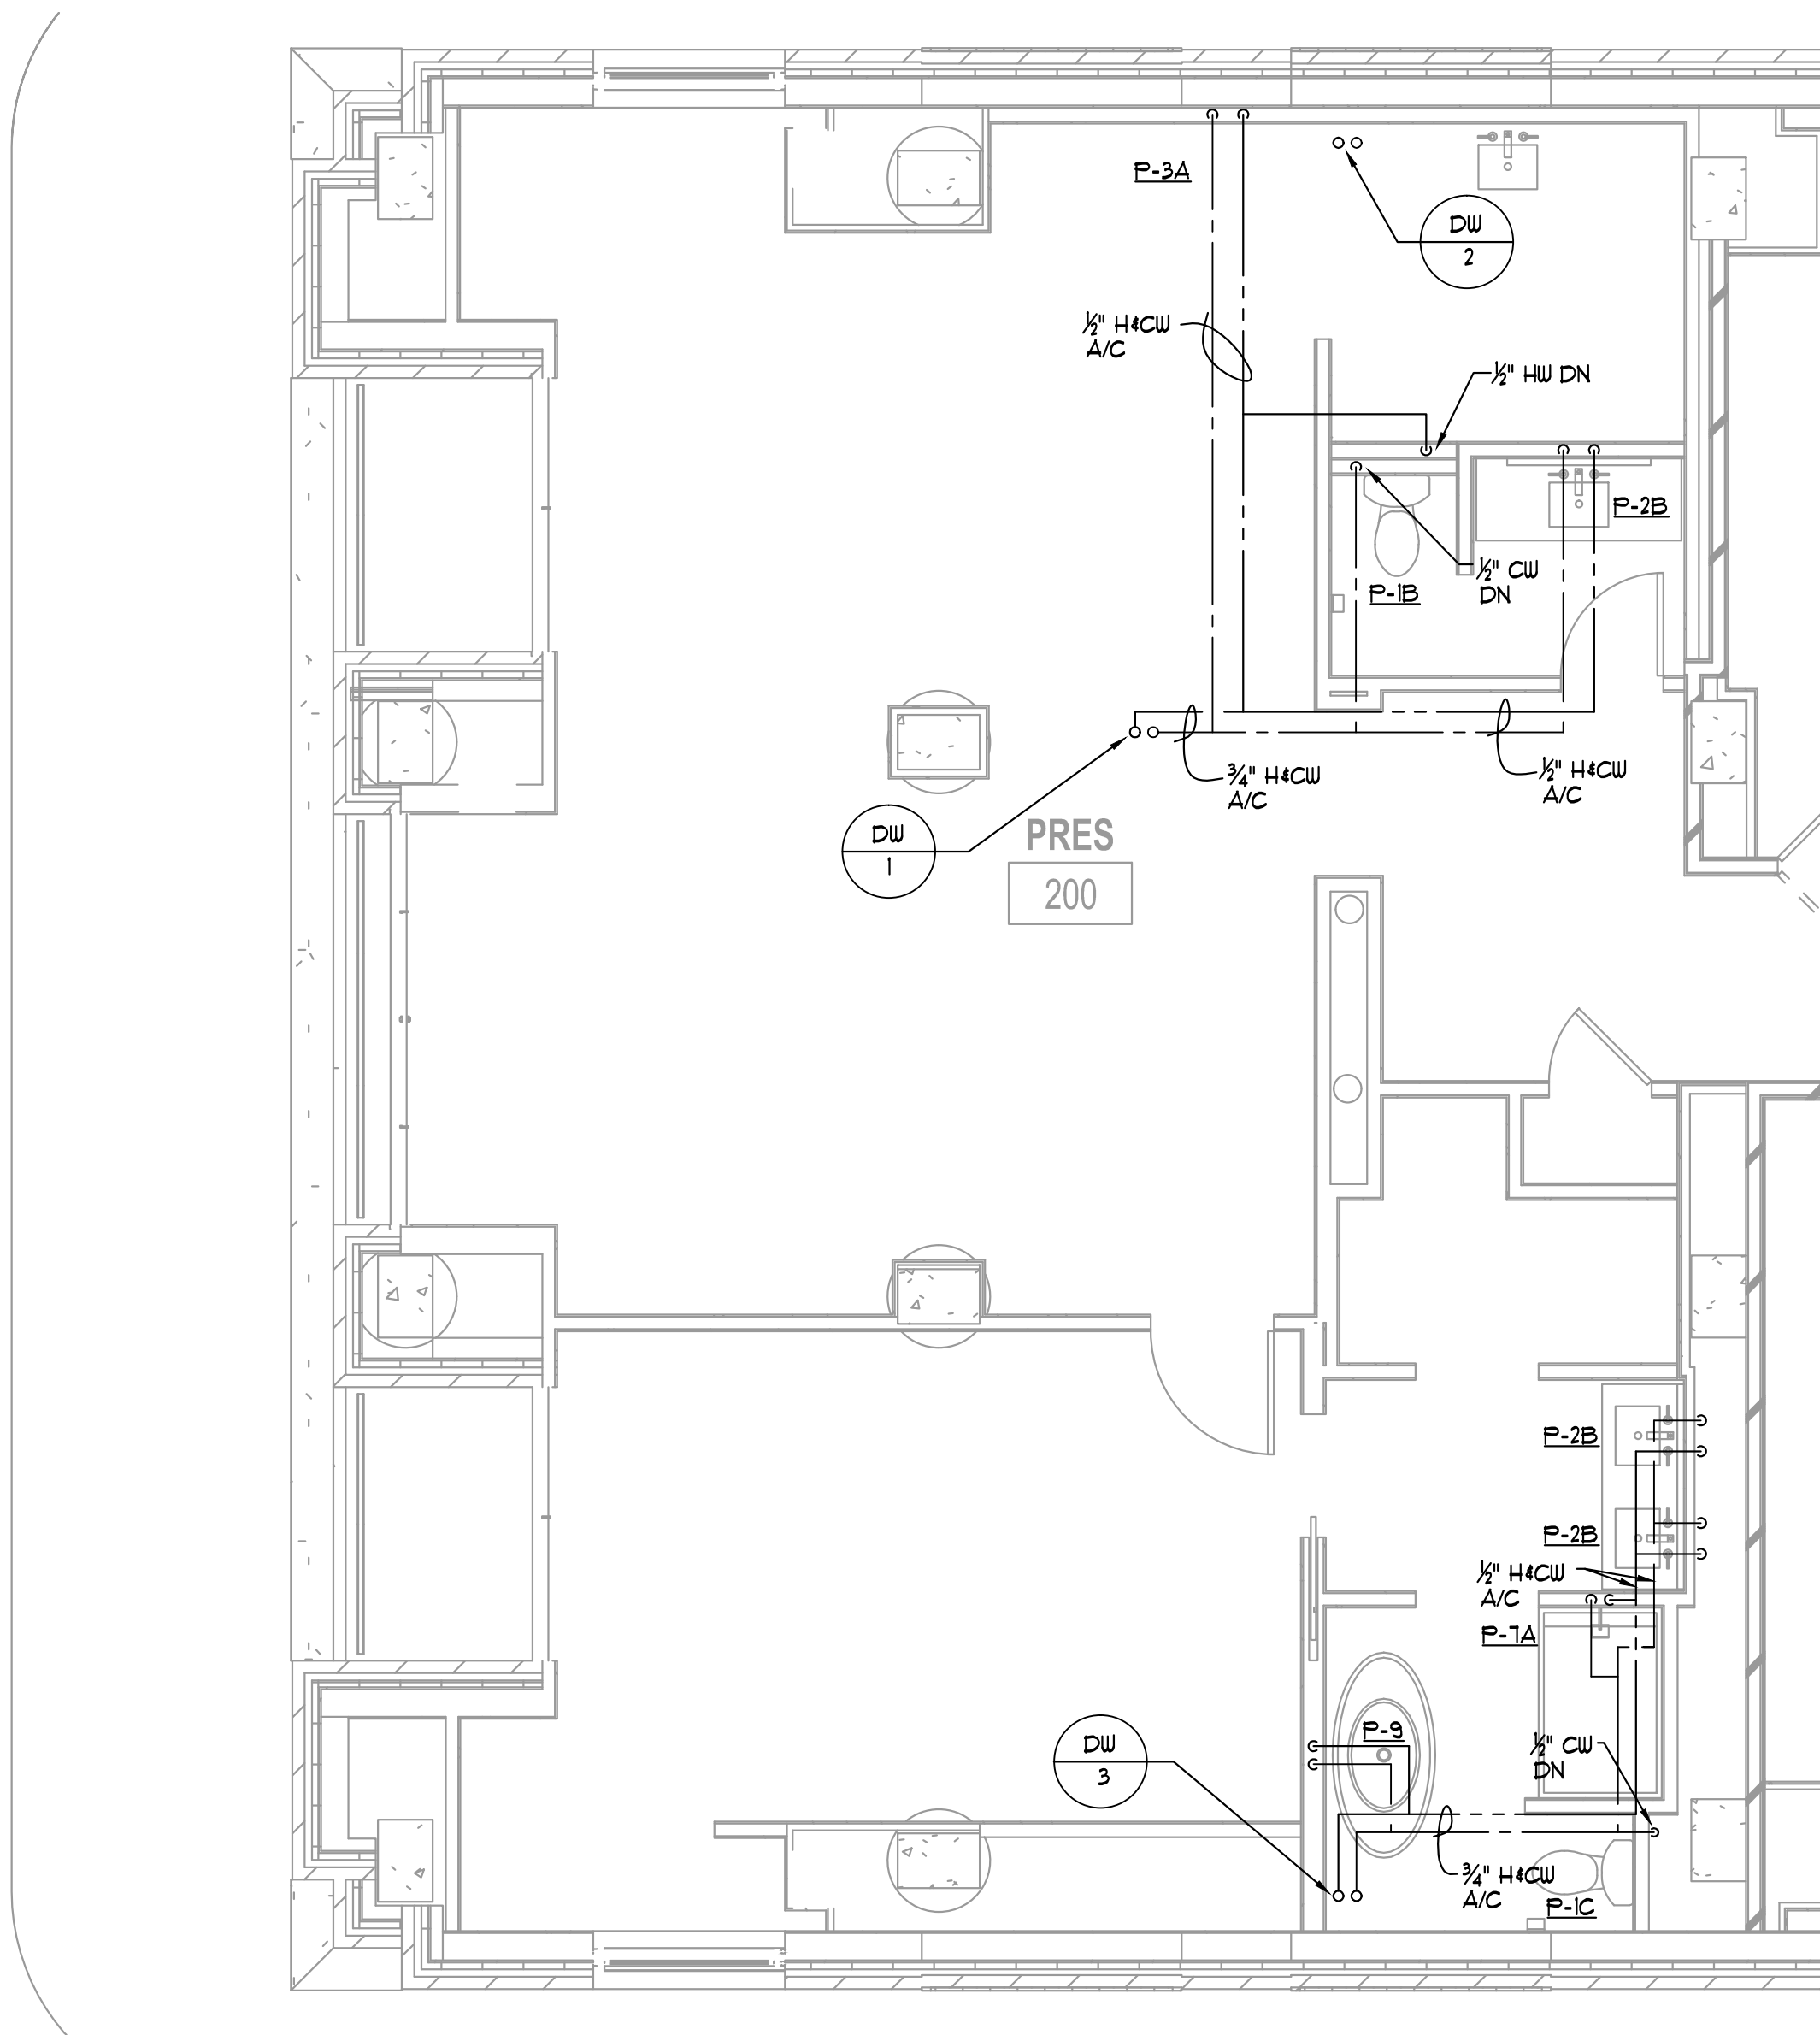 P-3A
DW
2
½" H&CW
A/C
½" HW DN
P-2B
½" CW
DN
P-1B
¾" H&CW
A/C
½" H&CW
A/C
DW
1
PRES
200
P-2B
P-2B
½" H&CW
A/C
P-7A
P-9
½" CW
DN
DW
3
¾" H&CW
A/C
P-1C